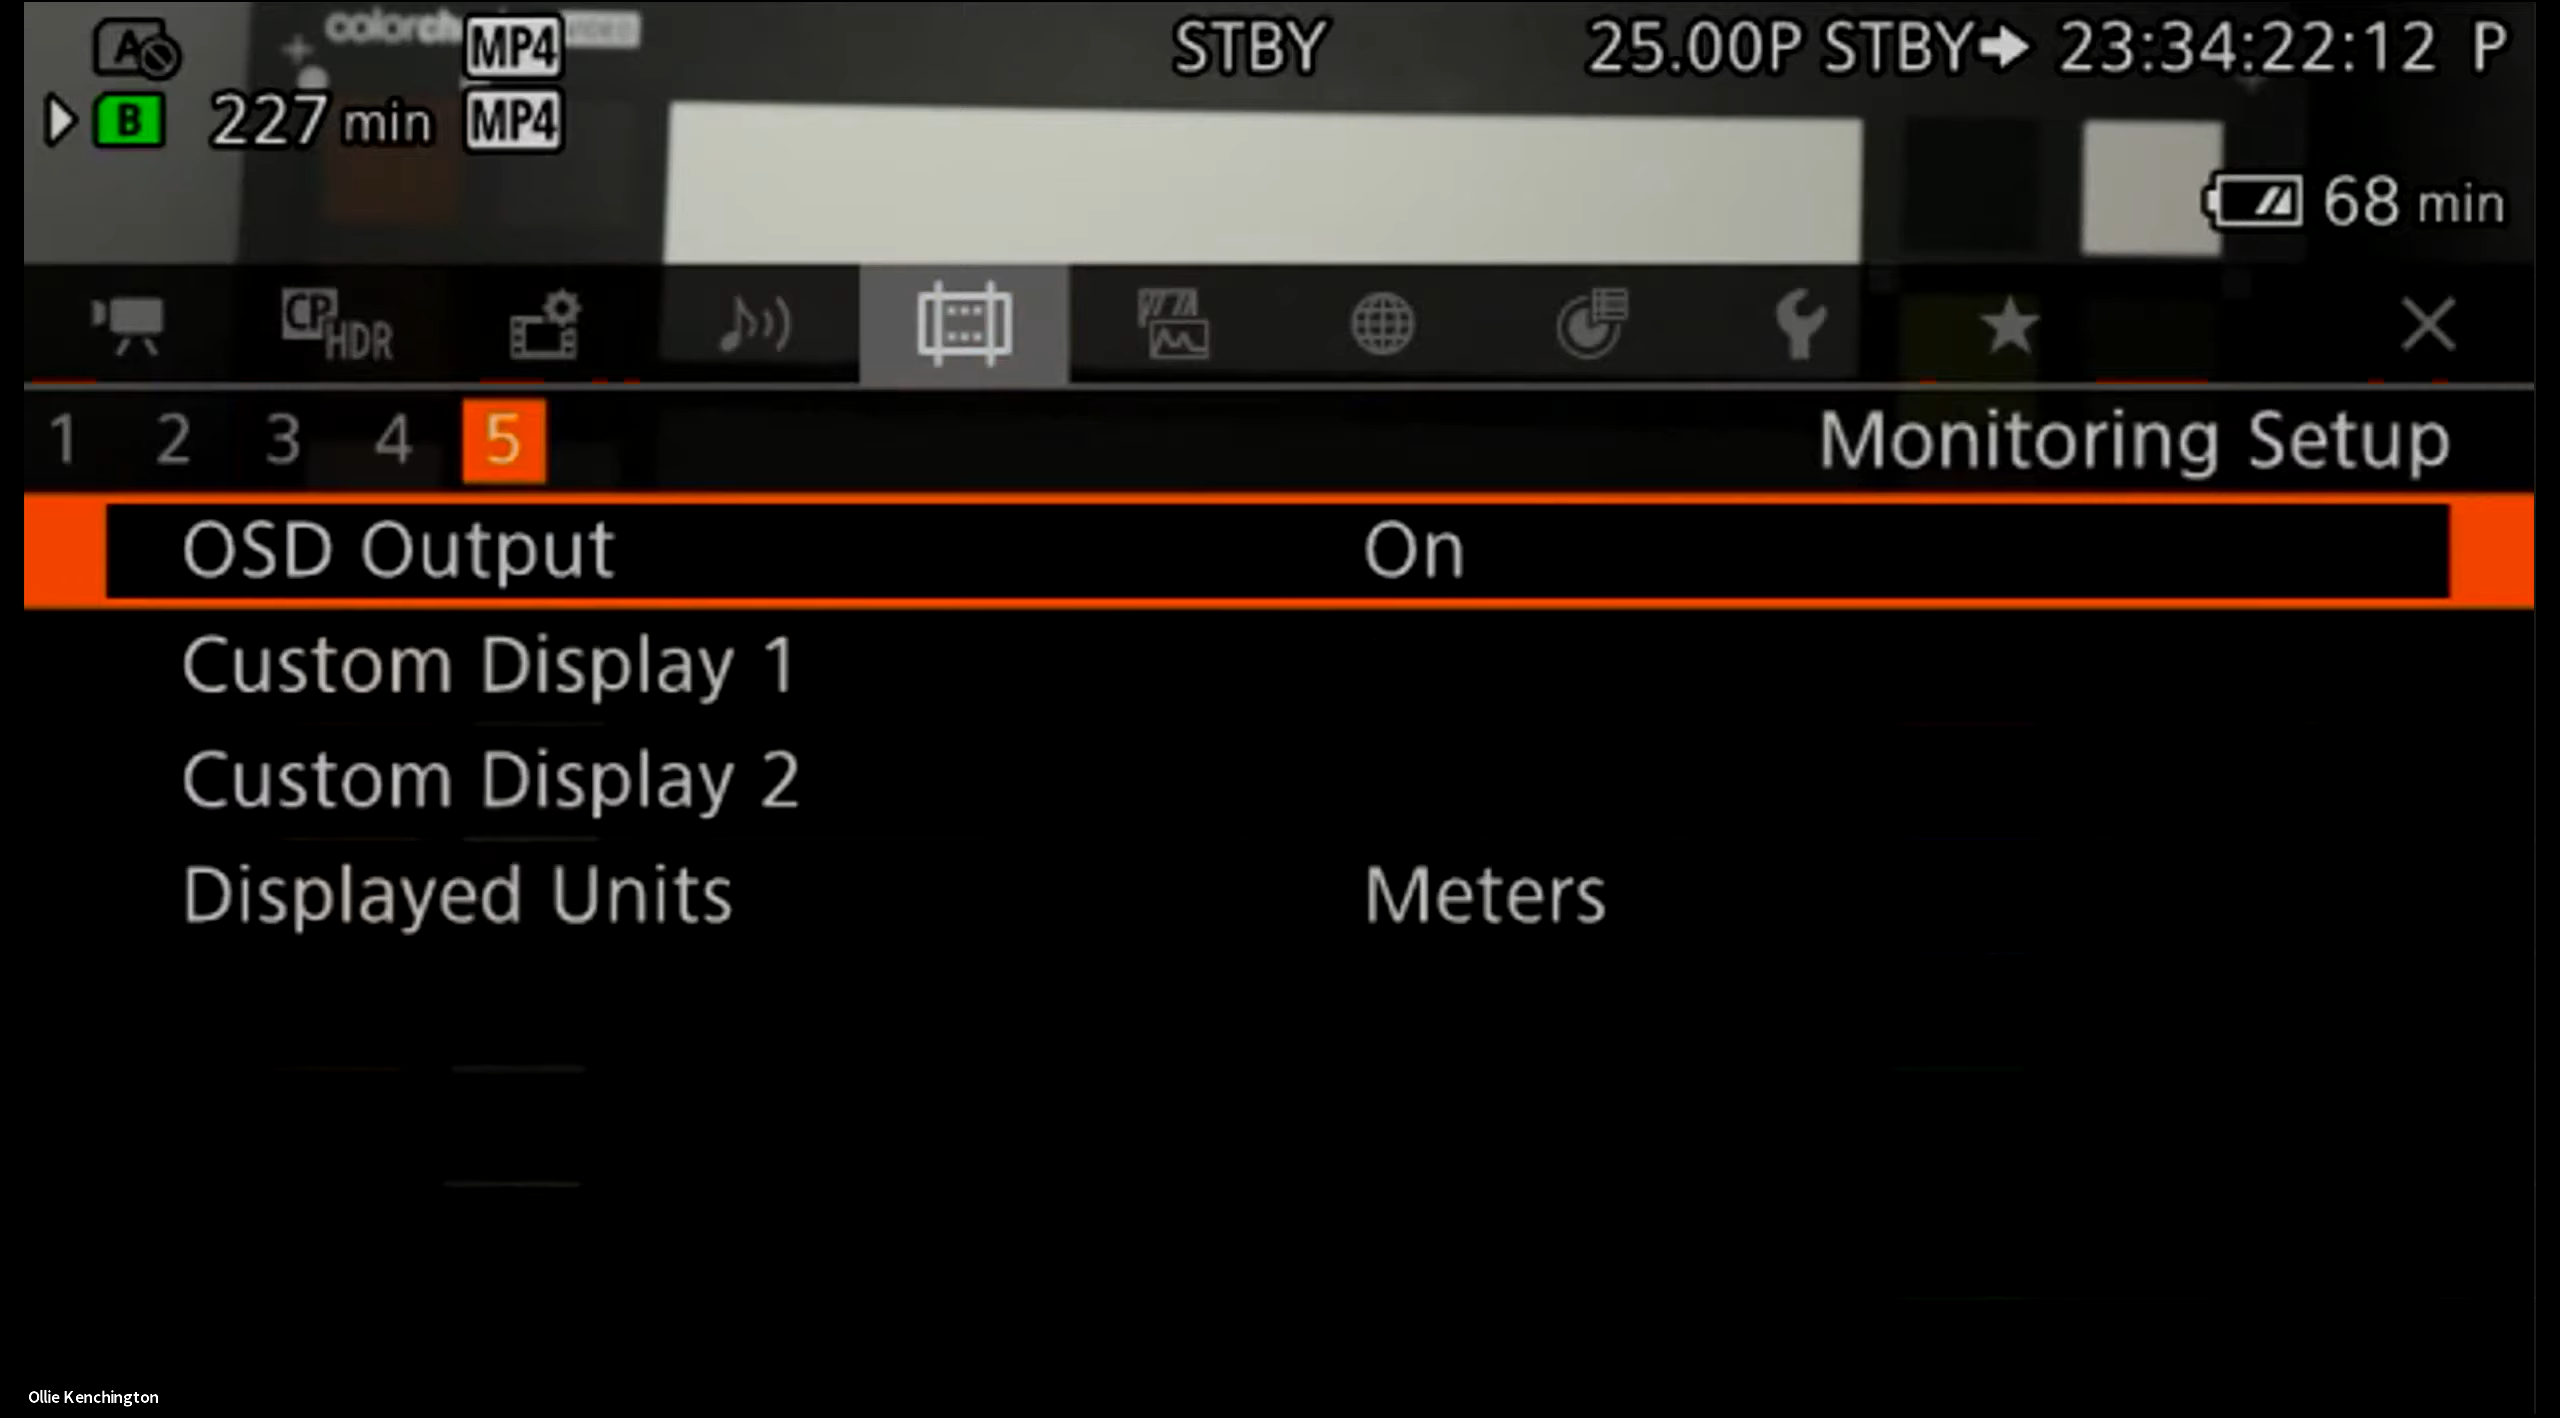 A MP4 STBY 25.00P STBY 23:34:22:12 P
B 227 min MP4
68 min
CP HDR
1 2 3 4 5 Monitoring Setup
OSD Output On
Custom Display 1
Custom Display 2
Displayed Units Meters
Ollie Kenchington